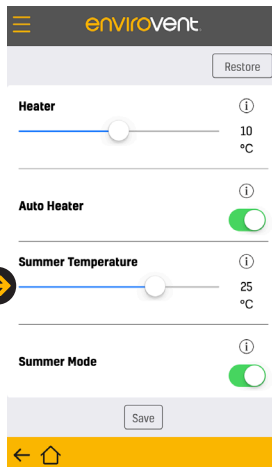 envirovent
Restore
Heater
10
°C
Auto Heater
Summer Temperature
25
°C
Summer Mode
Save